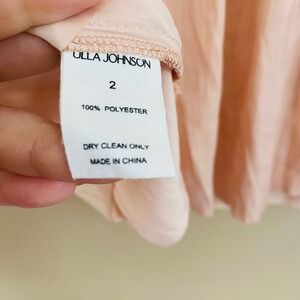 ULLA JOHNSON
2
100% POLYESTER
DRY CLEAN ONLY
MADE IN CHINA